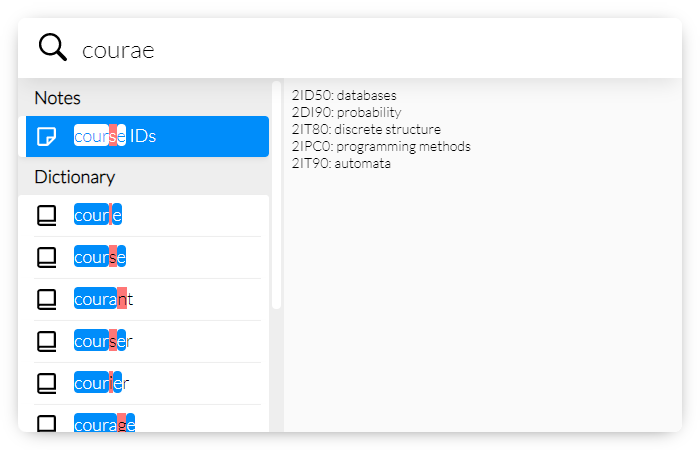 courae
Notes
course IDs
Dictionary
courie
course
courant
courser
courier
courage
2ID50: databases
2DI90: probability
2IT80: discrete structure
2IPC0: programming methods
2IT90: automata